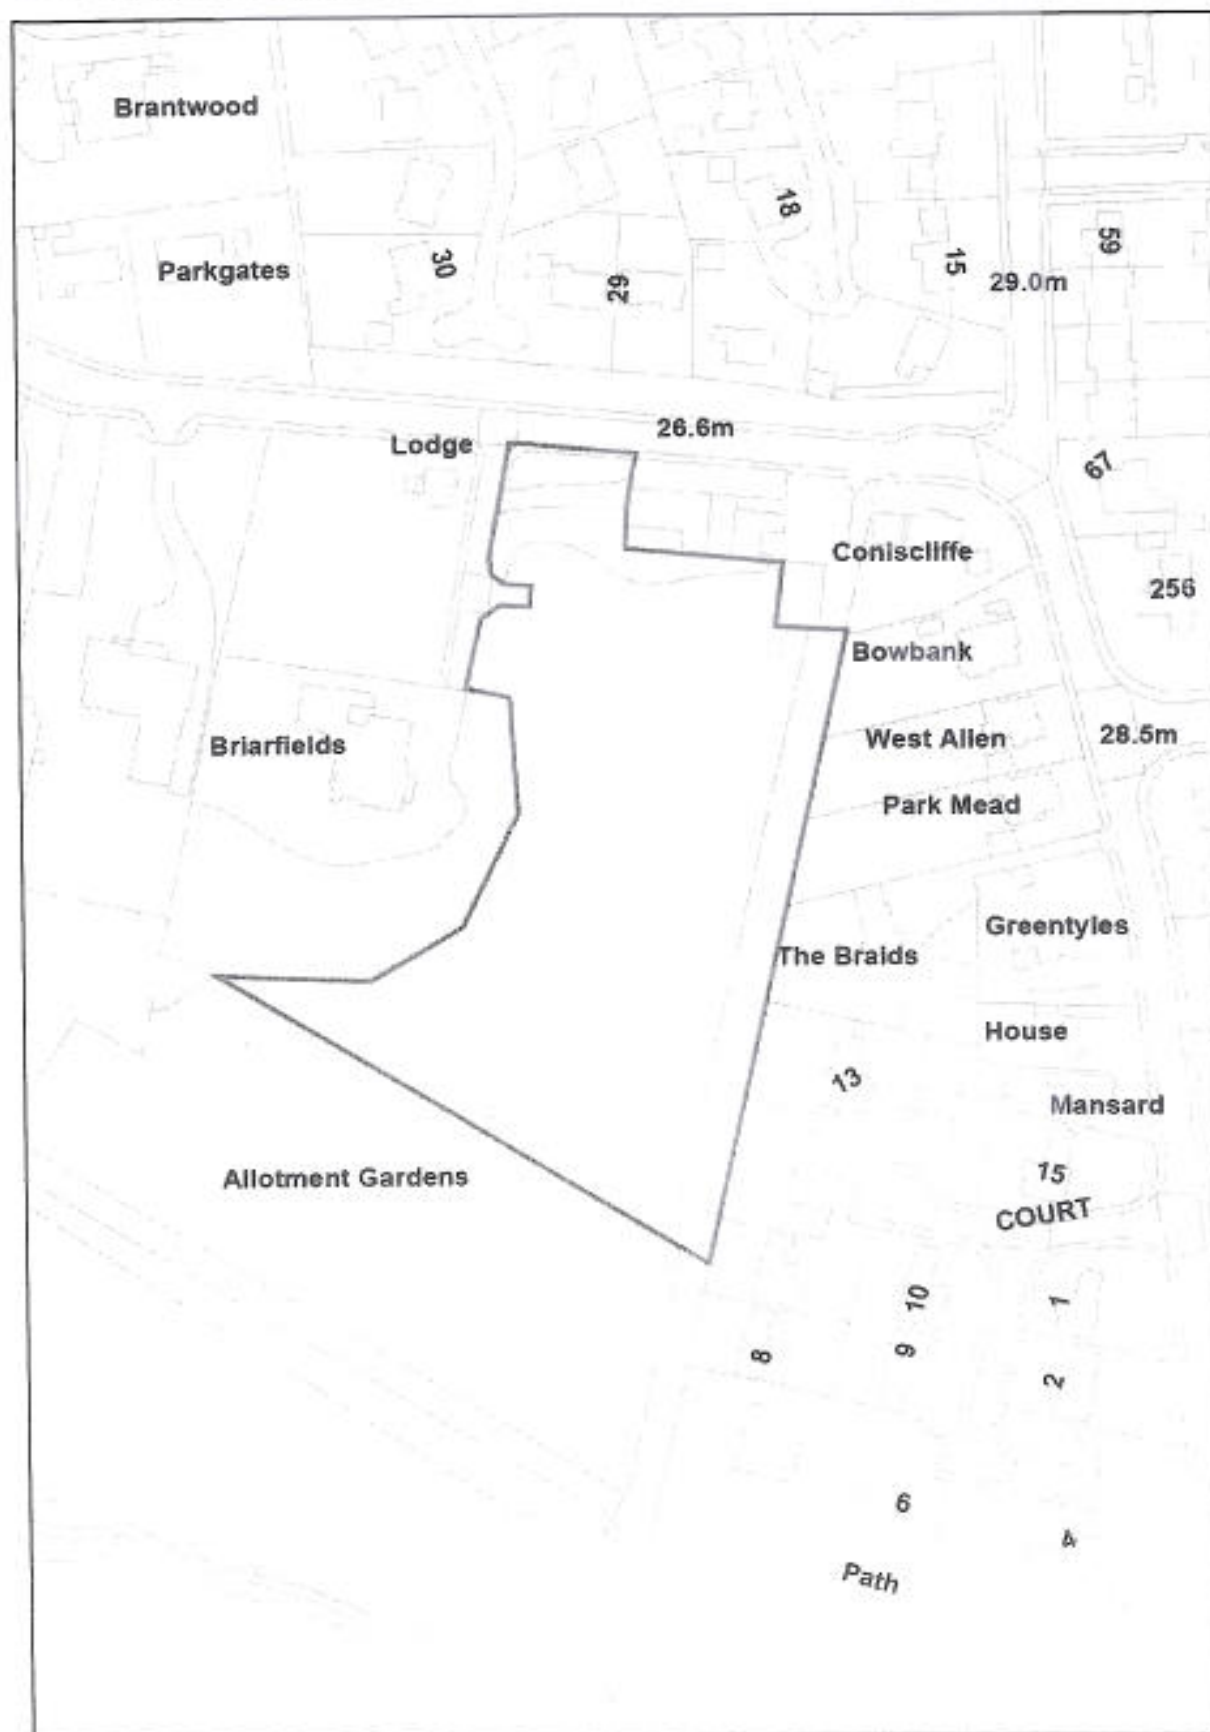 Brantwood
18
Parkgates
30
62
15
59
29.0m
Lodge
26.6m
67
Coniscliffe
256
Bowbank
Briarfields
West Allen
28.5m
Park Mead
Greentyles
The Braids
House
13
Mansard
Allotment Gardens
15
COURT
10
1
8
9
2
6
4
Path